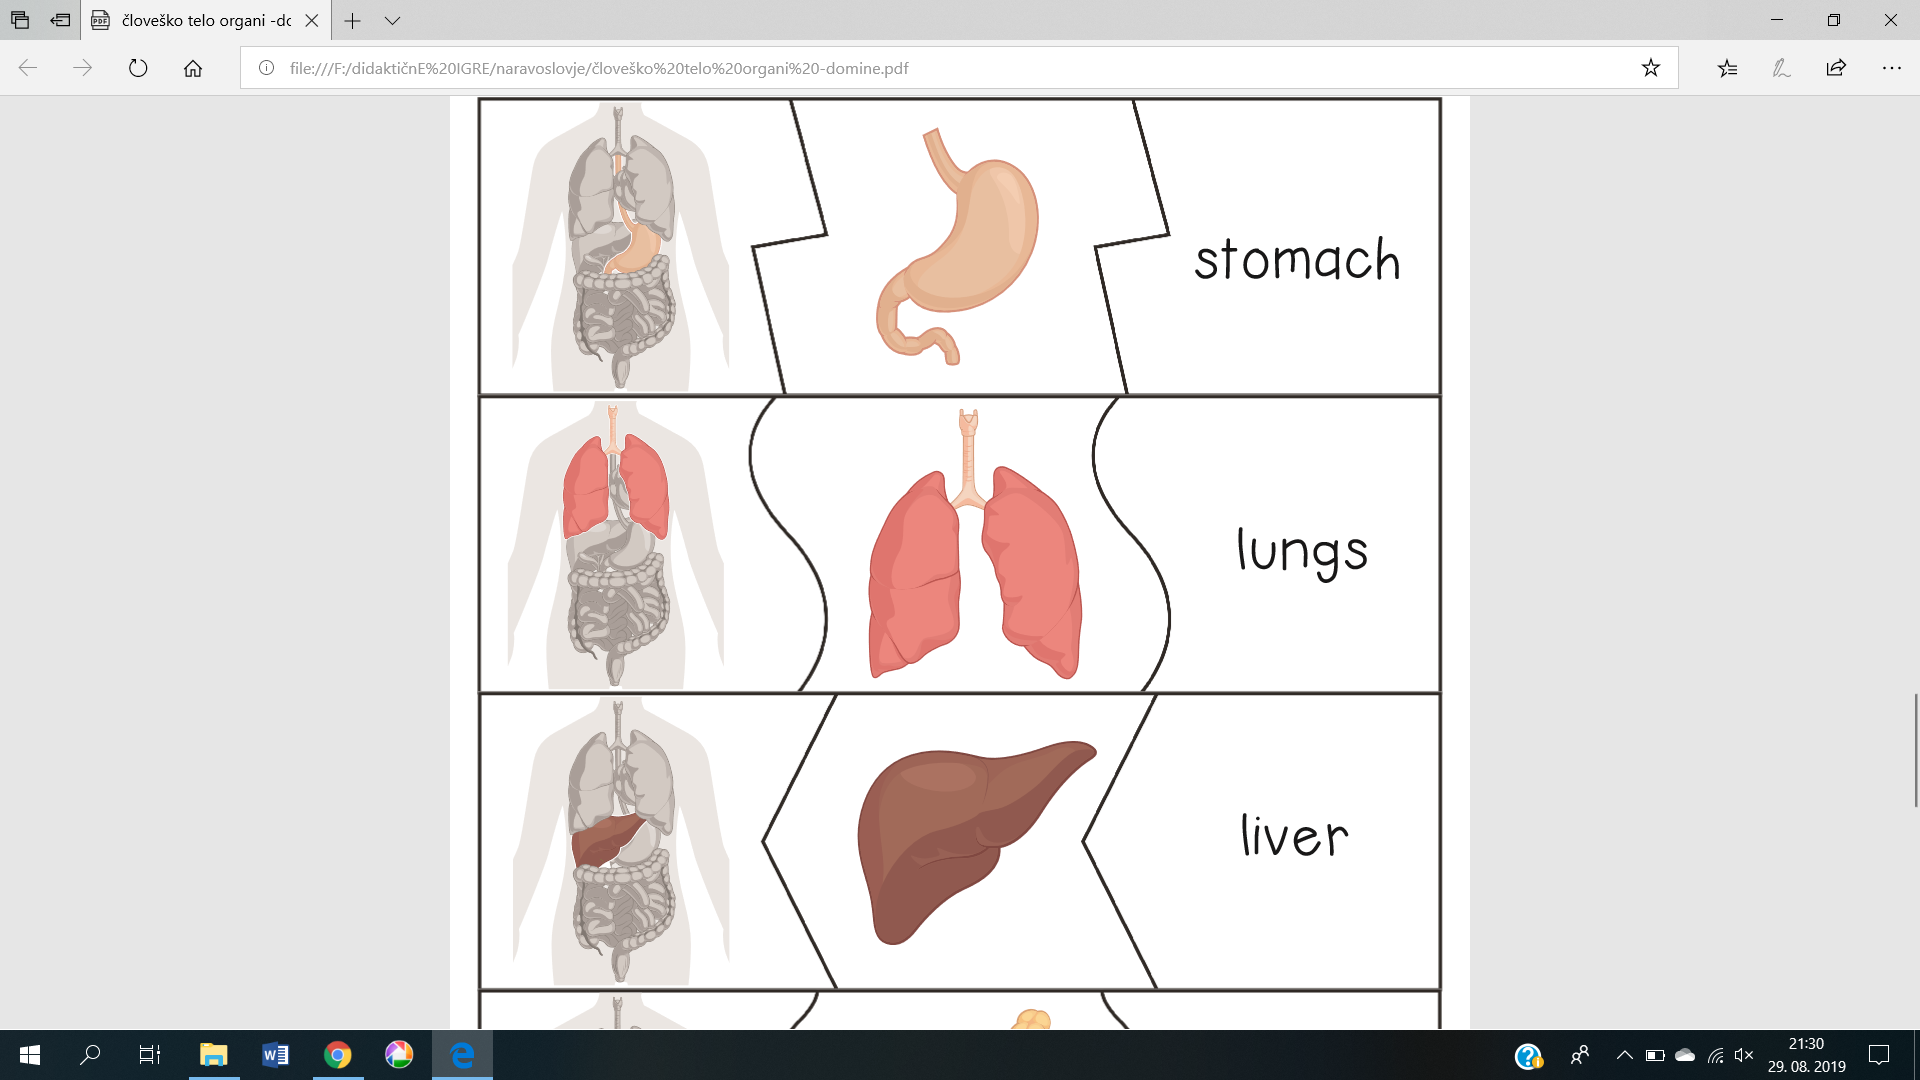 človeško telo organi -do
file:///F:/didaktičnE%20IGRE/naravoslovje/človeško%20telo%20organi%20-domine.pdf
stomach
lungs
liver
21:30
29. 08. 2019